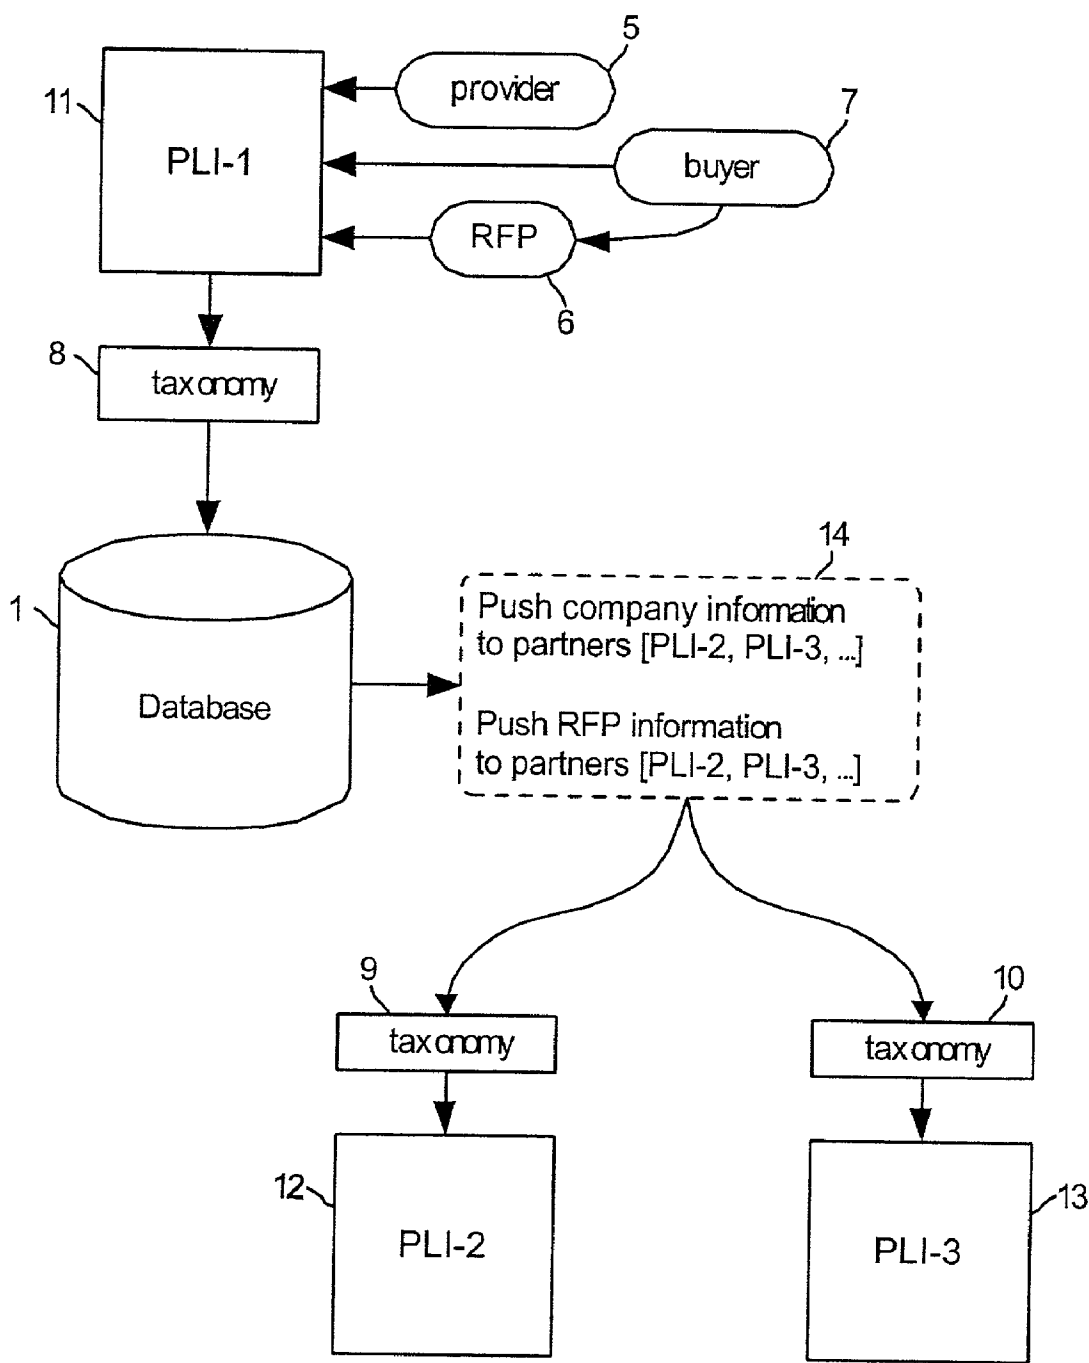 5
provider
11
7
PLI-1
buyer
RFP
6
8
taxonomy
14
1
Push company information
to partners [PLI-2, PLI-3, ...]
Database
Push RFP information
to partners [PLI-2, PLI-3, ...]
9
10
taxonomy
taxonomy
12
13
PLI-2
PLI-3